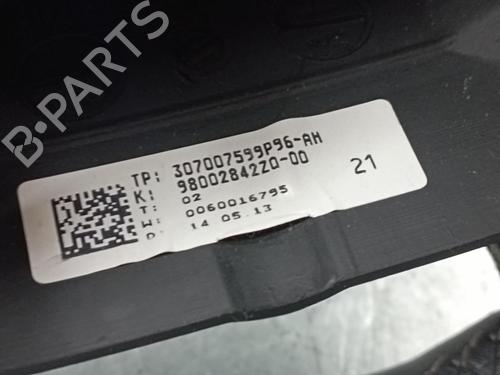 TP: 307007599P96-AH
K: 98002842Z0-00
T: 02
W: 0060016795
D: 14 05.13
21
B-PARTS